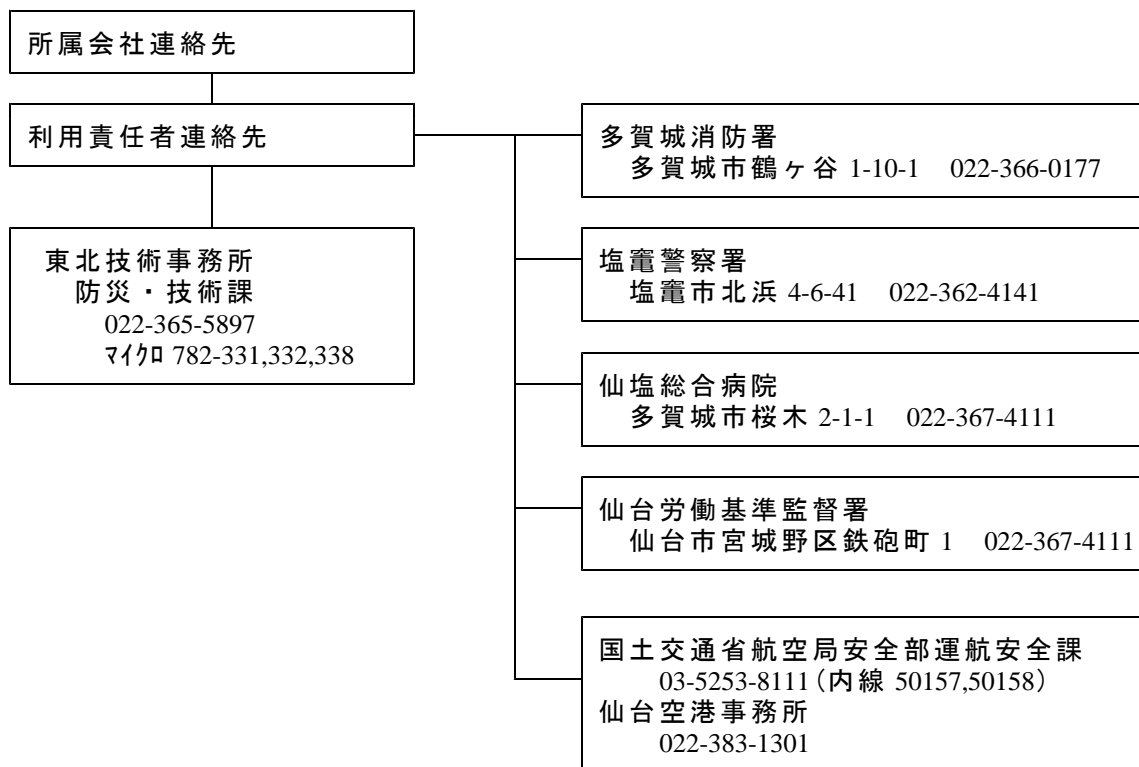 所属会社連絡先
利用責任者連絡先
東北技術事務所
防災・技術課
022-365-5897
ﾏｲｸﾛ 782-331,332,338
多賀城消防署
多賀城市鶴ヶ谷 1-10-1 022-366-0177
塩竈警察署
塩竈市北浜 4-6-41 022-362-4141
仙塩総合病院
多賀城市桜木 2-1-1 022-367-4111
仙台労働基準監督署
仙台市宮城野区鉄砲町 1 022-367-4111
国土交通省航空局安全部運航安全課
03-5253-8111（内線 50157,50158）
仙台空港事務所
022-383-1301